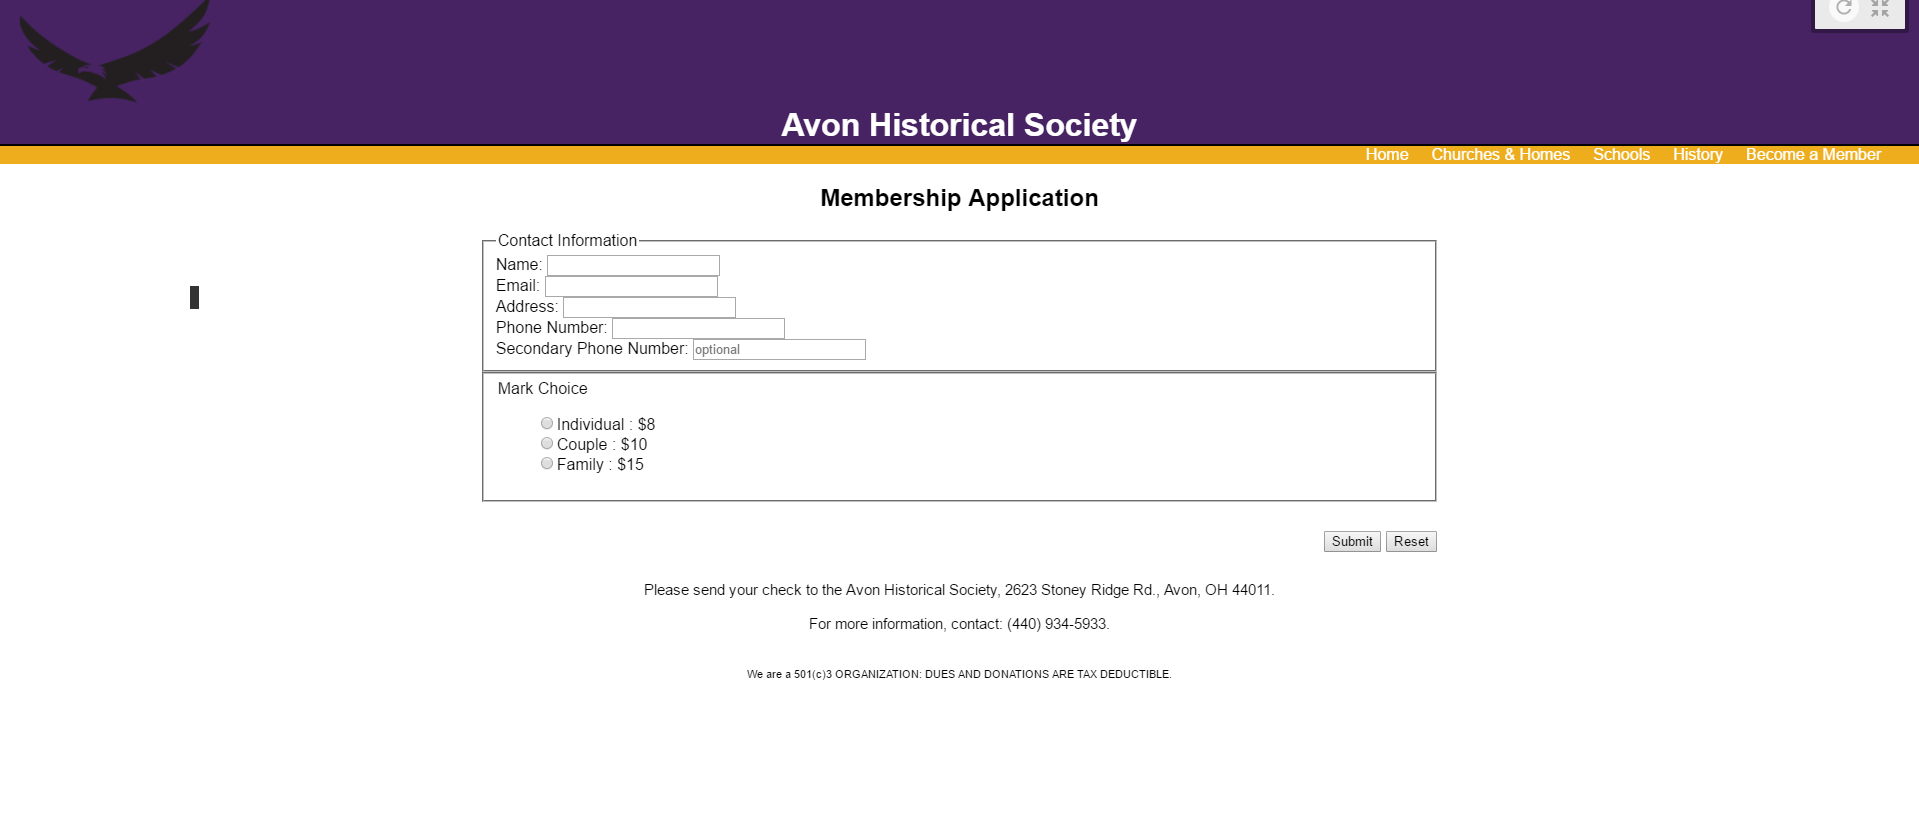 Avon Historical Society
Home Churches & Homes Schools History Become a Member
Membership Application
Contact Information
Name:
Email:
Address:
Phone Number:
Secondary Phone Number: optional
Mark Choice
Individual : $8
Couple : $10
Family : $15
Submit Reset
Please send your check to the Avon Historical Society, 2623 Stoney Ridge Rd., Avon, OH 44011.
For more information, contact: (440) 934-5933.
We are a 501(c)3 ORGANIZATION: DUES AND DONATIONS ARE TAX DEDUCTIBLE.